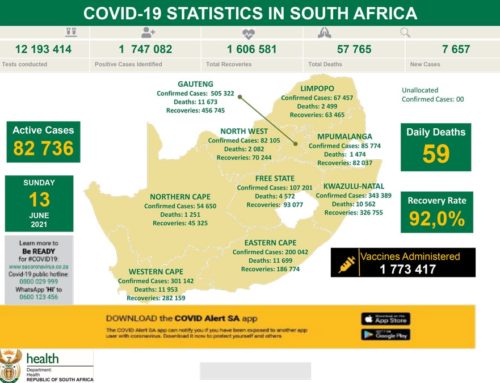 COVID-19 STATISTICS IN SOUTH AFRICA
12 193 414
Tests conducted
1 747 082
Positive Cases Identified
1 606 581
Total Recoveries
57 765
Total Deaths
7 657
New Cases
GAUTENG
Confirmed Cases: 505 322
Deaths: 11 673
Recoveries: 456 745
LIMPOPO
Confirmed Cases: 67 457
Deaths: 2 499
Recoveries: 63 465
Unallocated
Confirmed Cases: 00
Active Cases
82 736
NORTH WEST
Confirmed Cases: 82 105
Deaths: 2 082
Recoveries: 70 244
MPUMALANGA
Confirmed Cases: 85 774
Deaths: 1 474
Recoveries: 82 037
Daily Deaths
59
SUNDAY
13
JUNE
2021
NORTHERN CAPE
Confirmed Cases: 54 650
Deaths: 1 251
Recoveries: 45 325
FREE STATE
Confirmed Cases: 107 201
Deaths: 4 572
Recoveries: 93 077
KWAZULU-NATAL
Confirmed Cases: 343 389
Deaths: 10 562
Recoveries: 326 755
Recovery Rate
92,0%
Learn more to
Be READY
for #COVID19:
www.sacoronavirus.co.za
Covid-19 public hotline:
0800 029 999
WhatsApp 'Hi' to
0600 123 456
EASTERN CAPE
Confirmed Cases: 200 042
Deaths: 11 699
Recoveries: 186 774
WESTERN CAPE
Confirmed Cases: 301 142
Deaths: 11 953
Recoveries: 282 159
Vaccines Administered
1 773 417
DOWNLOAD the COVID Alert SA app
The COVID Alert SA app can notify you if you have been exposed to another app
user with coronavirus. Download it now to protect yourself and others
App Store
Google Play
health
Department:
Health
REPUBLIC OF SOUTH AFRICA